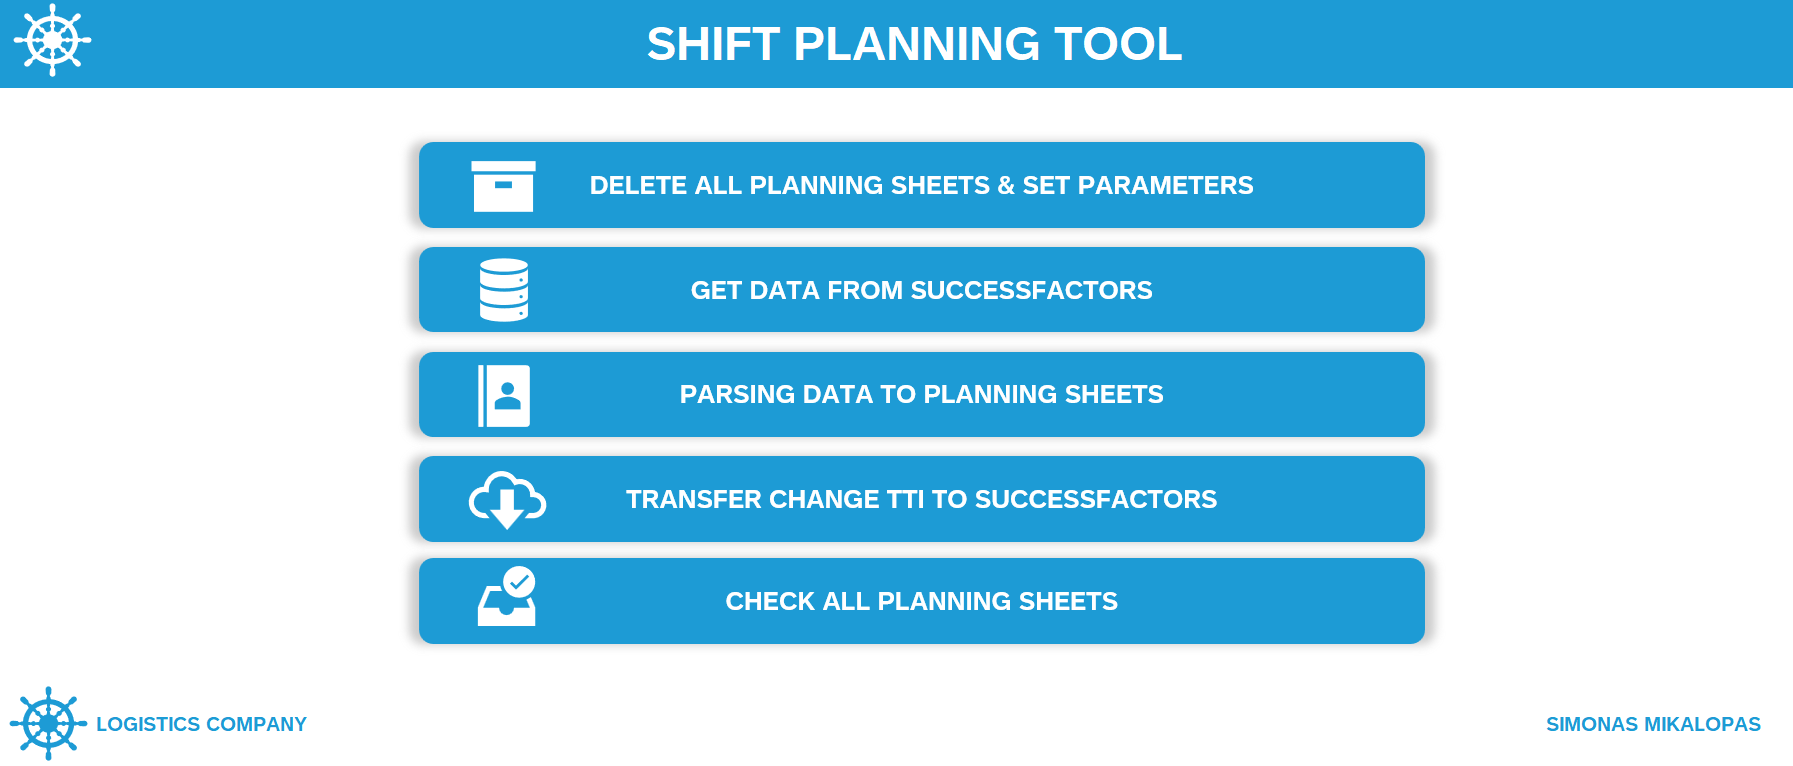 SHIFT PLANNING TOOL
DELETE ALL PLANNING SHEETS & SET PARAMETERS
GET DATA FROM SUCCESSFACTORS
PARSING DATA TO PLANNING SHEETS
TRANSFER CHANGE TTI TO SUCCESSFACTORS
CHECK ALL PLANNING SHEETS
LOGISTICS COMPANY
SIMONAS MIKALOPAS